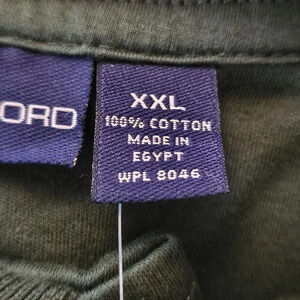 ORD
XXL
100% COTTON
MADE IN
EGYPT
WPL 8046